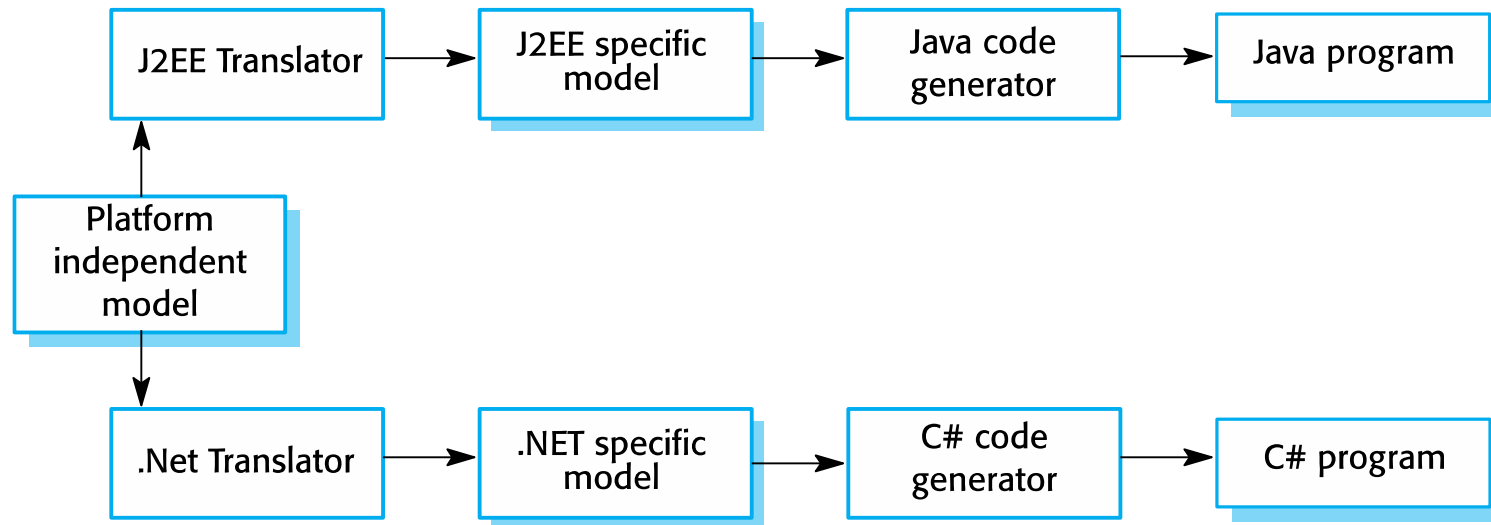 J2EE Translator
J2EE specific
model
Java code
generator
Java program
Platform
independent
model
.Net Translator
.NET specific
model
C# code
generator
C# program